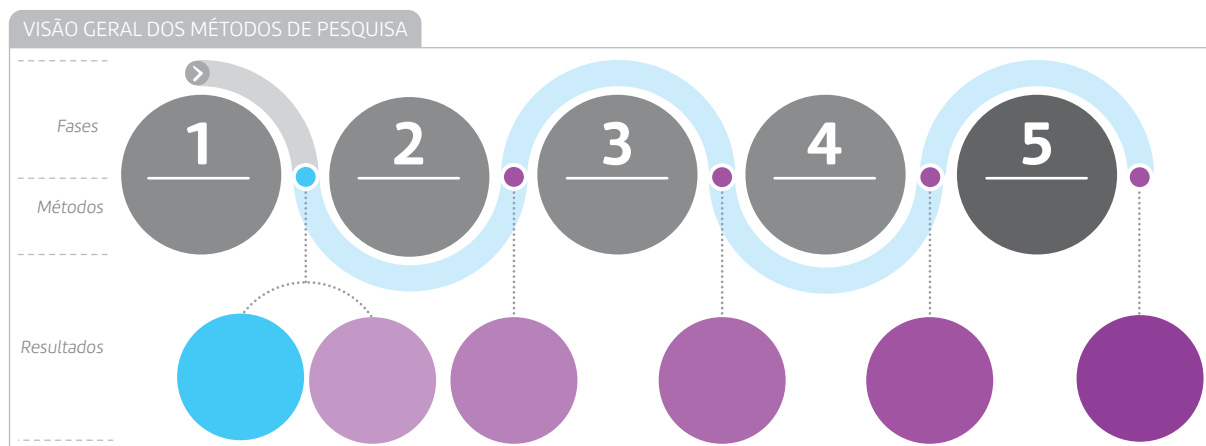 VISÃO GERAL DOS MÉTODOS DE PESQUISA
Fases
1
2
3
4
5
Métodos
Resultados